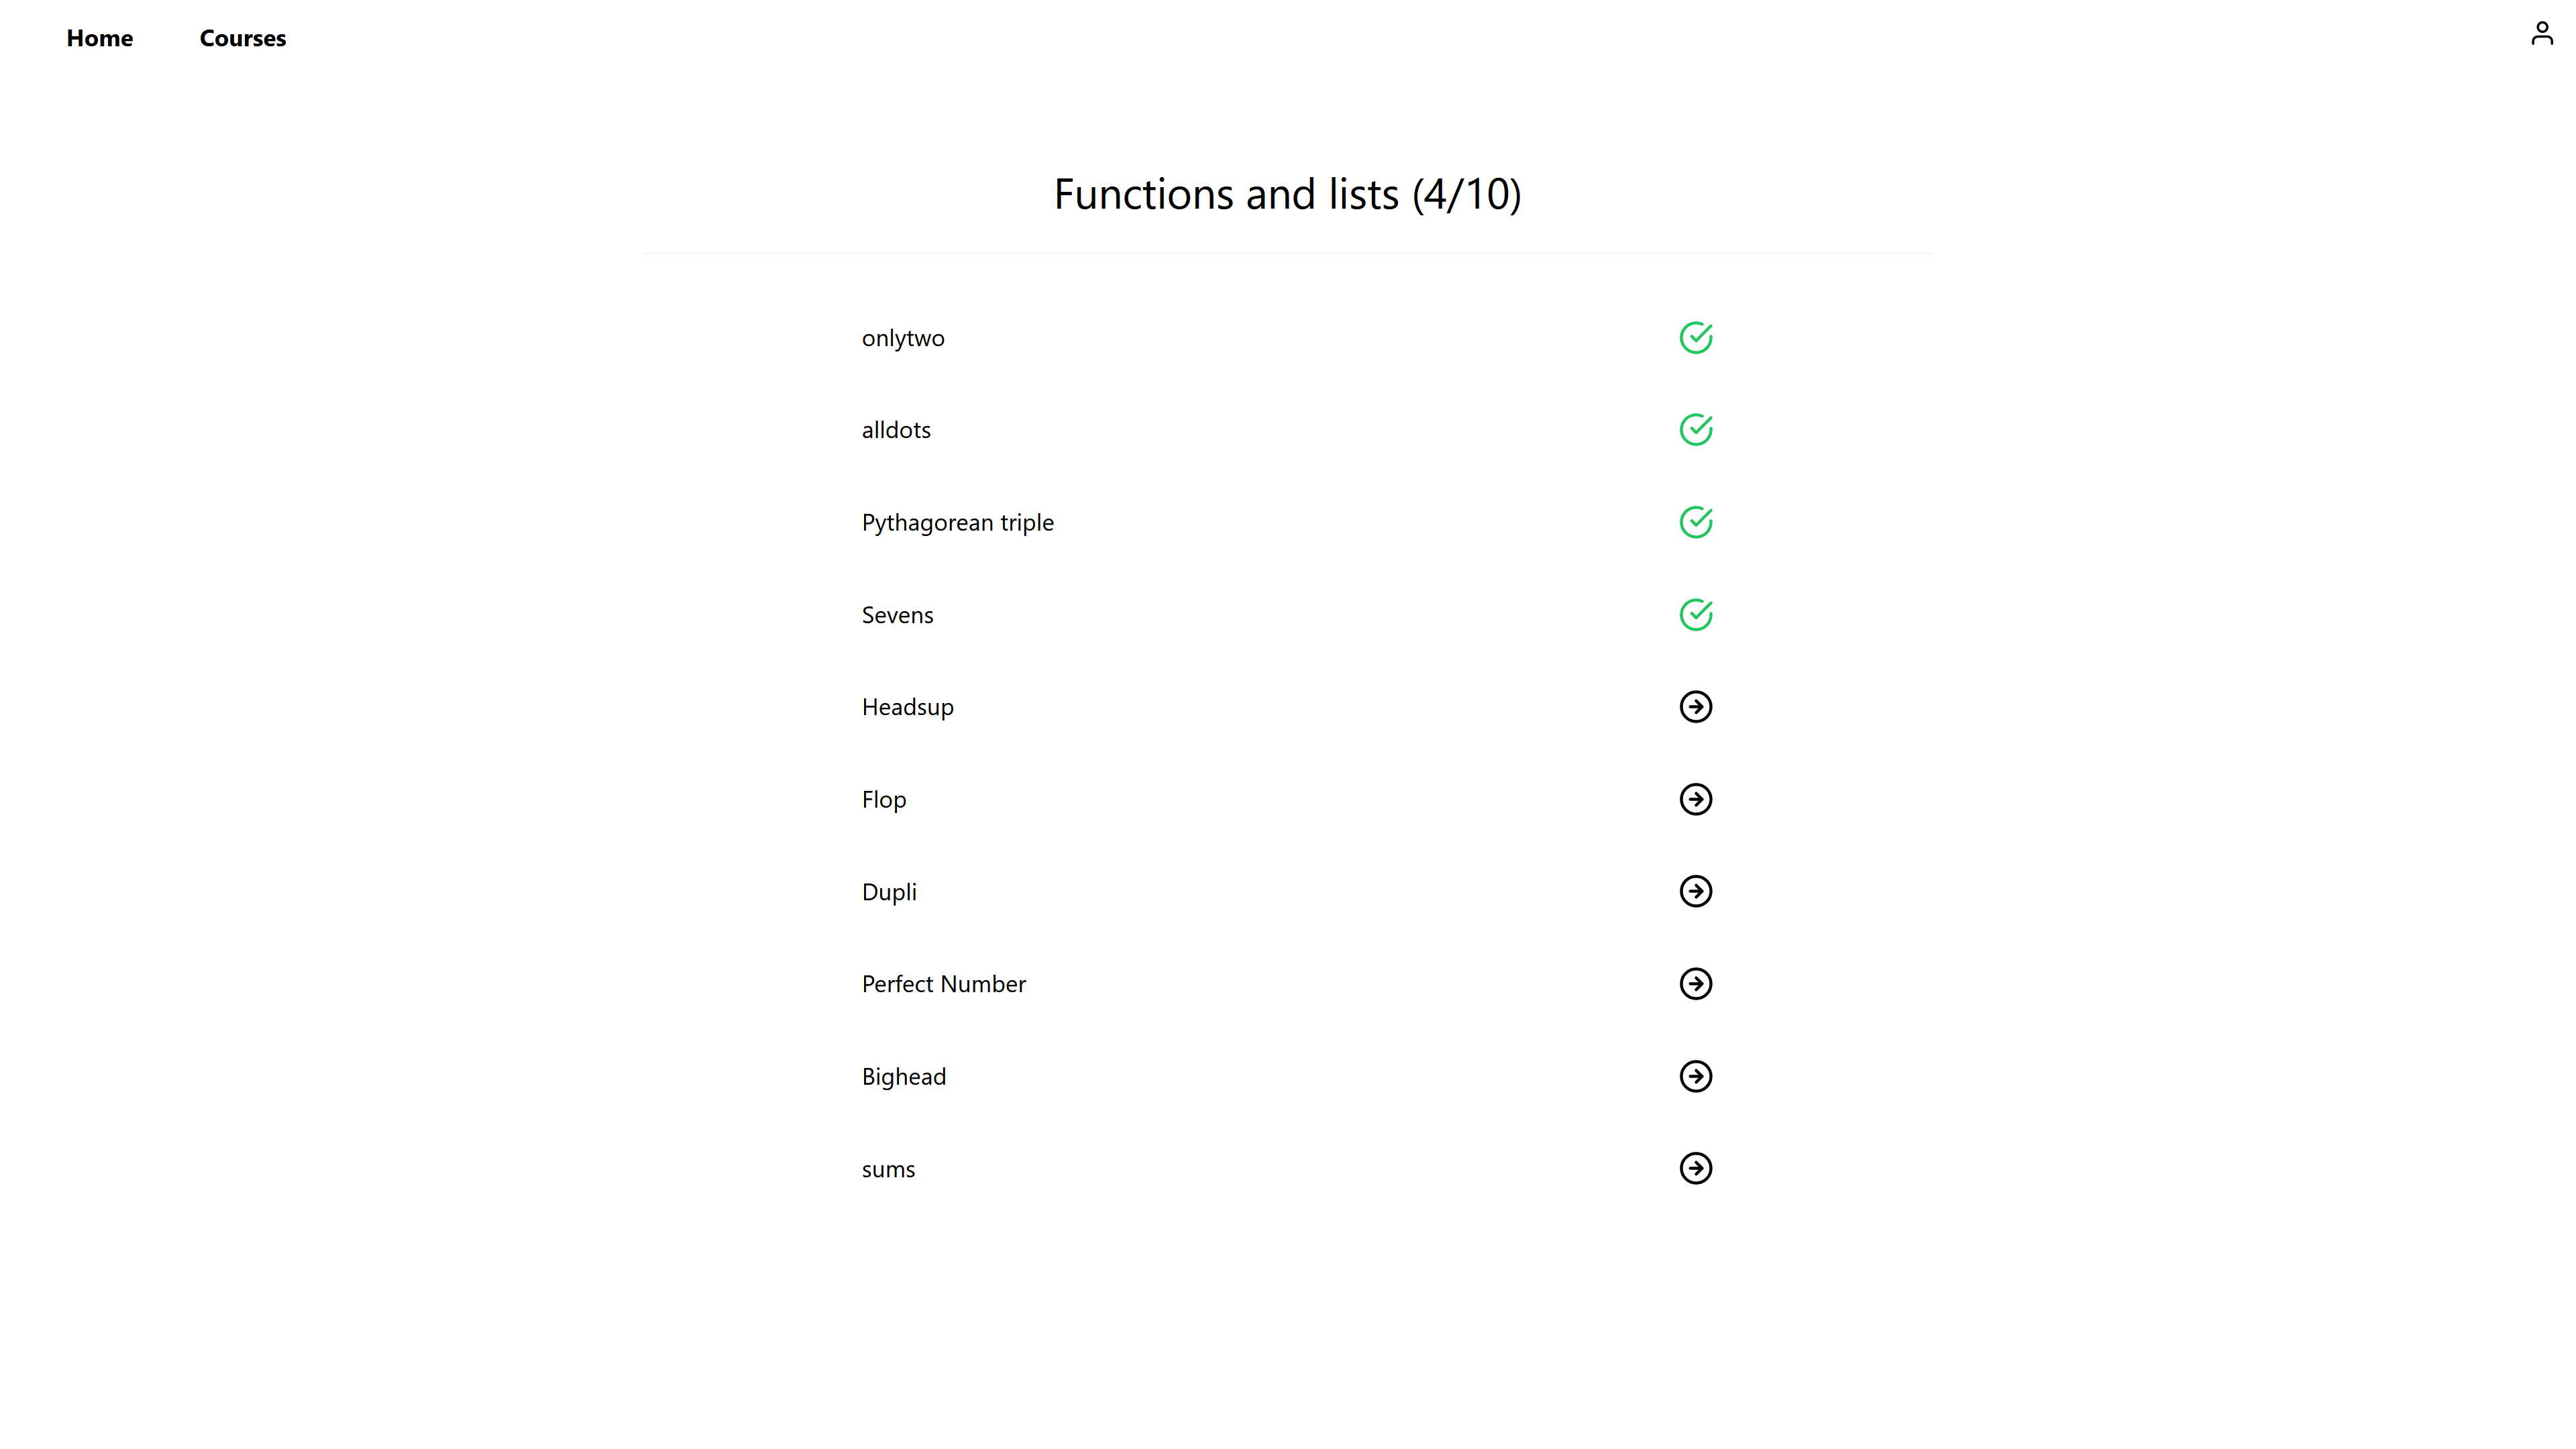 Home Courses
Functions and lists (4/10)
onlytwo
alldots
Pythagorean triple
Sevens
Headsup
Flop
Dupli
Perfect Number
Bighead
sums